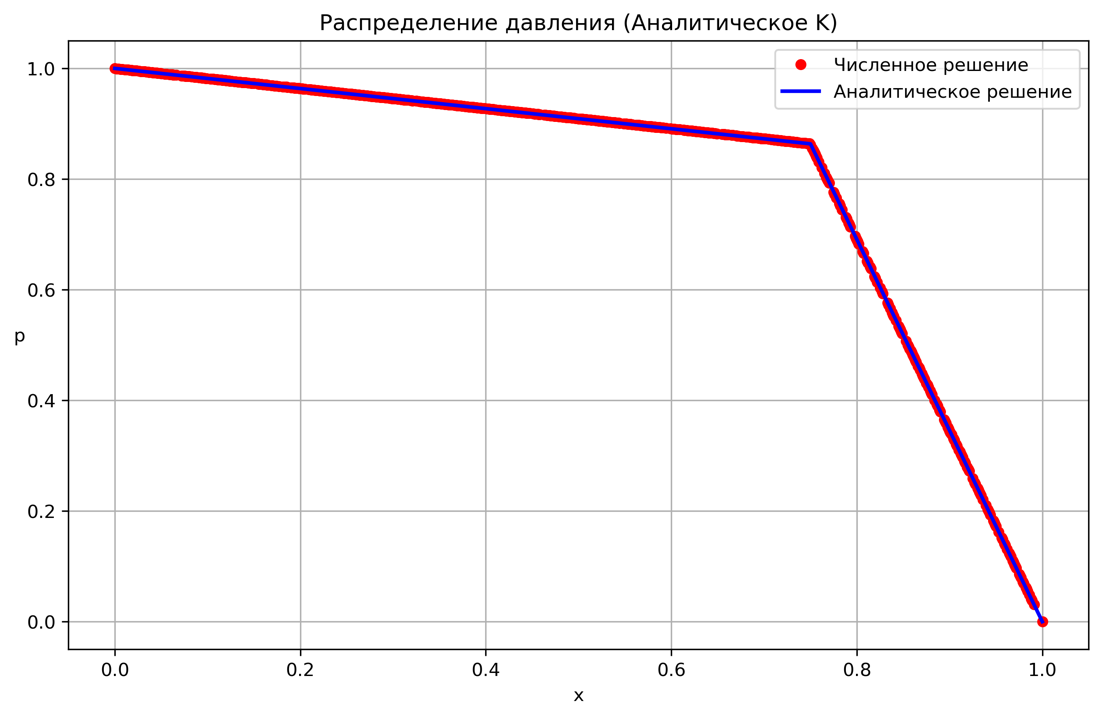 Распределение давления (Аналитическое K)
Численное решение
Аналитическое решение
1.0
0.8
0.6
0.4
0.2
0.0
p
0.0 0.2 0.4 0.6 0.8 1.0
x